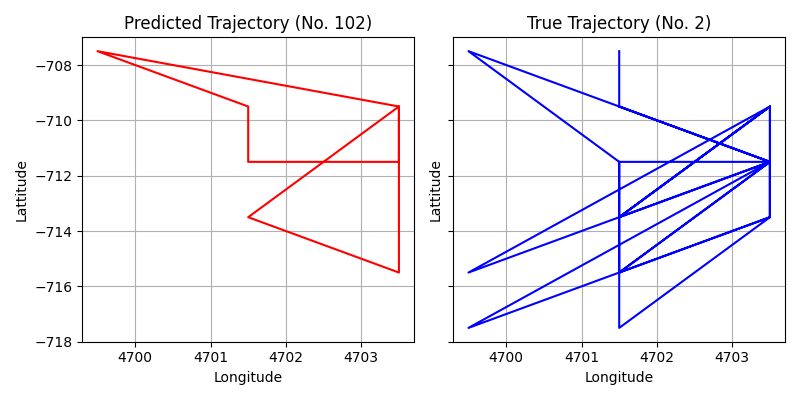 Predicted Trajectory (No. 102)
True Trajectory (No. 2)
Lattitude
−708
−710
−712
−714
−716
−718
4700
4701
4702
4703
Longitude
Lattitude
4700
4701
4702
4703
Longitude